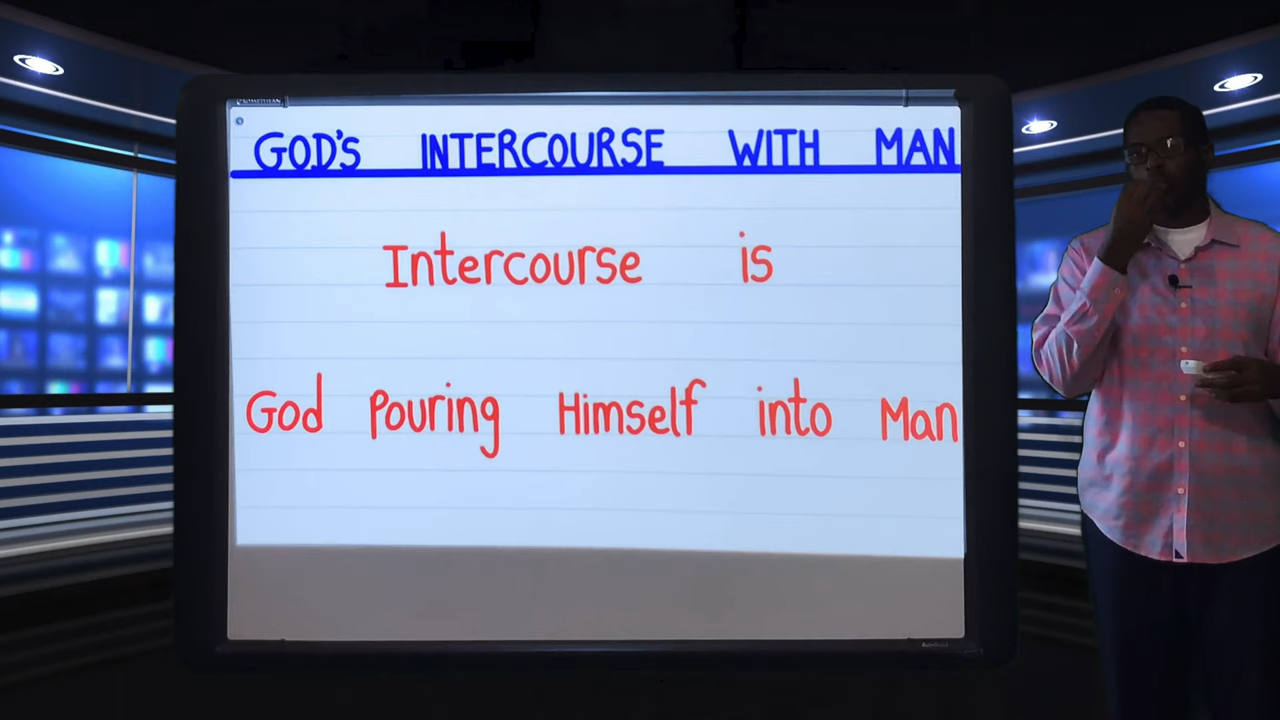 GOD'S INTERCOURSE WITH MAN
Intercourse is
God Pouring Himself into Man